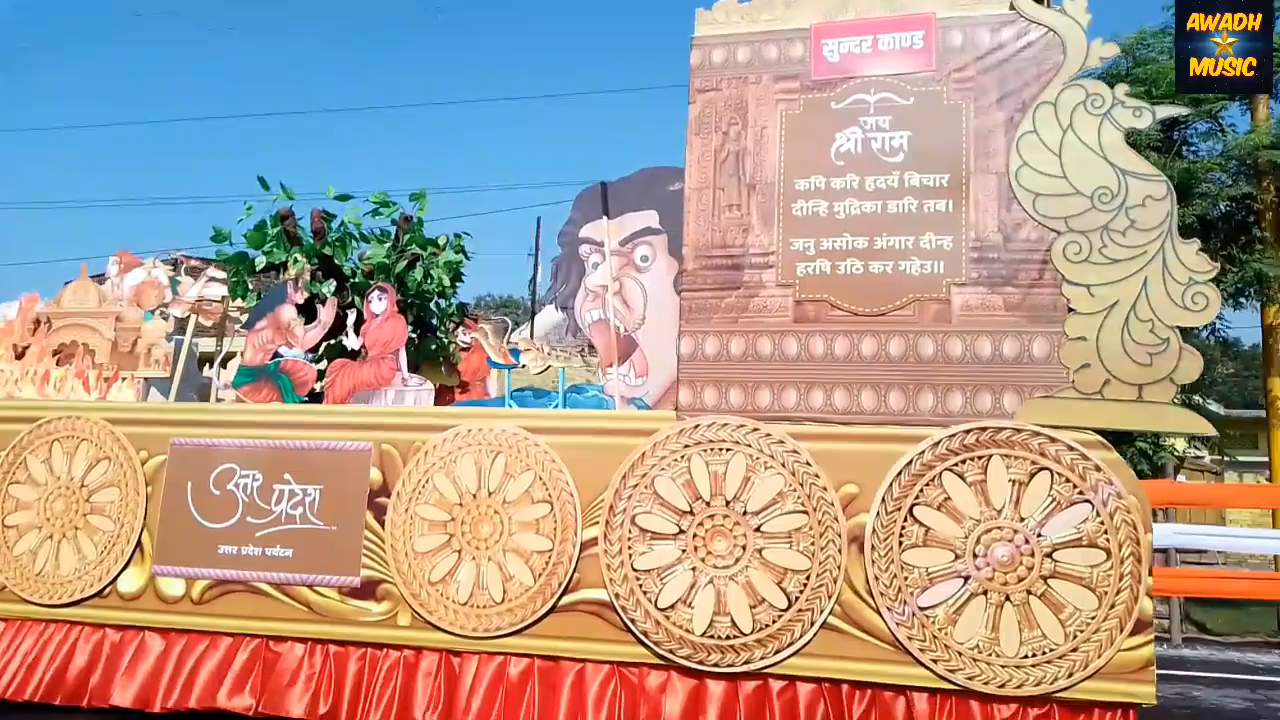 AWADH
MUSIC
सुन्दर काण्ड
जय
श्री राम
कपि करि हृदयँ बिचार
दीन्हि मुद्रिका डारि तब।
जनु असोक अंगार दीन्ह
हरषि उठि कर गहेउ॥
उत्तर प्रदेश
उत्तर प्रदेश पर्यटन